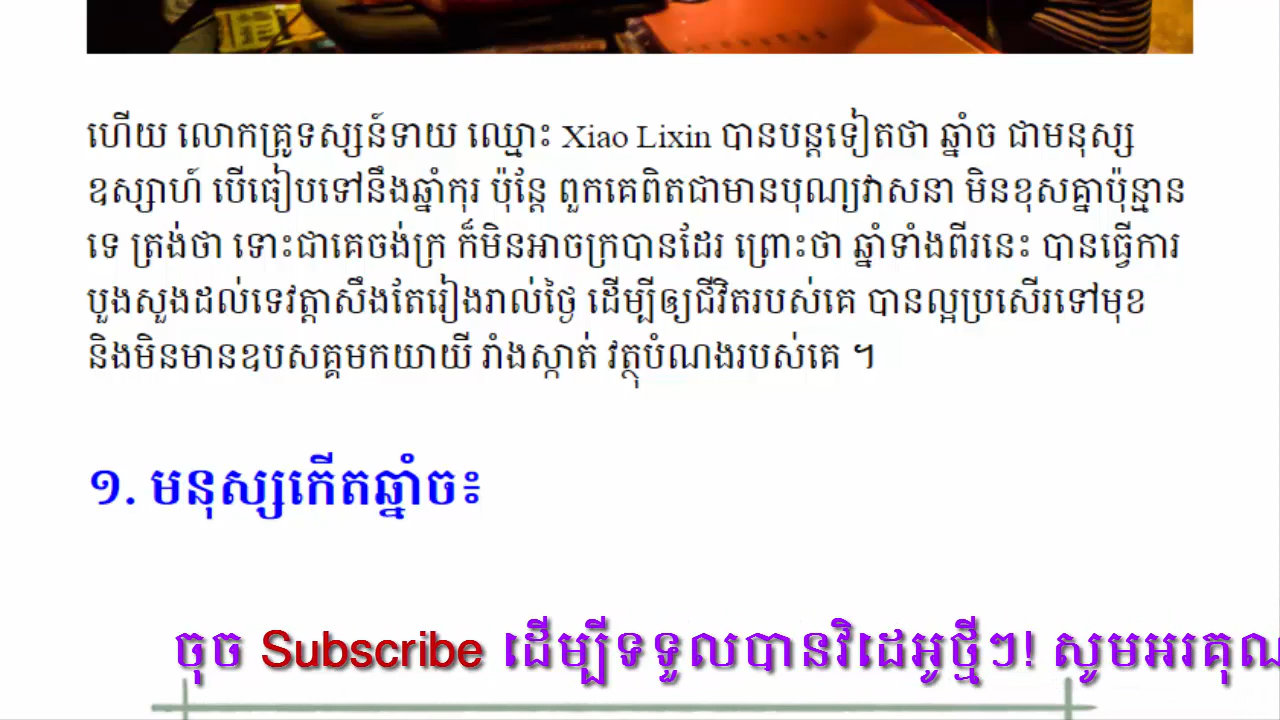 ហើយ លោកគ្រូទស្សន៍ទាយ ឈ្មោះ Xiao Lixin បានបន្តទៀតថា ឆ្នាំច ជាមនុស្ស
ឧស្សាហ៍ បើធៀបទៅនឹងឆ្នាំកុរ ប៉ុន្តែ ពួកគេពិតជាមានបុណ្យវាសនា មិនខុសគ្នាប៉ុន្មាន
ទេ ត្រង់ថា ទោះជាគេចង់ក្រ ក៏មិនអាចក្របានដែរ ព្រោះថា ឆ្នាំទាំងពីរនេះ បានធ្វើការ
បួងសួងដល់ទេវត្តាសឹងតែរៀងរាល់ថ្ងៃ ដើម្បីឲ្យជីវិតរបស់គេ បានល្អប្រសើរទៅមុខ
និងមិនមានឧបសគ្គមកយាយី រាំងស្កាត់ វត្ថុបំណងរបស់គេ ។
១. មនុស្សកើតឆ្នាំច៖
ចុច Subscribe ដើម្បីទទួលបានវិដេអូថ្មីៗ! សូមអរគុណ